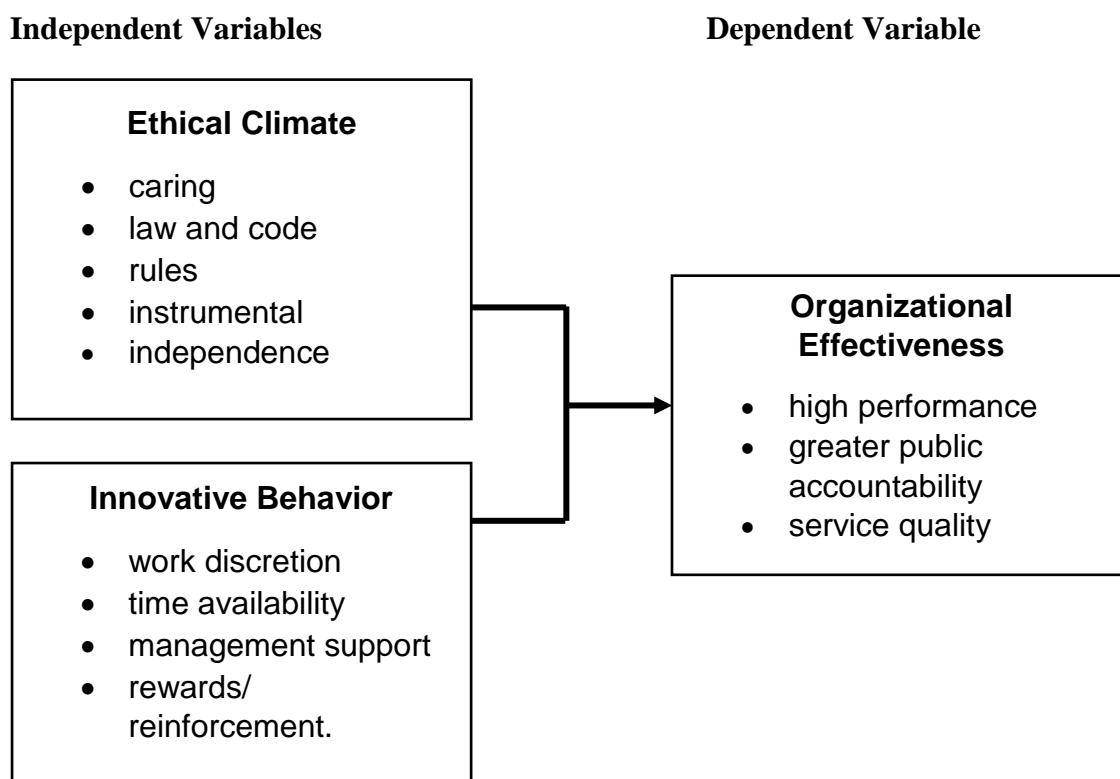 Independent Variables
Dependent Variable
Ethical Climate
• caring
• law and code
• rules
• instrumental
• independence
Innovative Behavior
• work discretion
• time availability
• management support
• rewards/
reinforcement.
Organizational
Effectiveness
• high performance
• greater public
accountability
• service quality